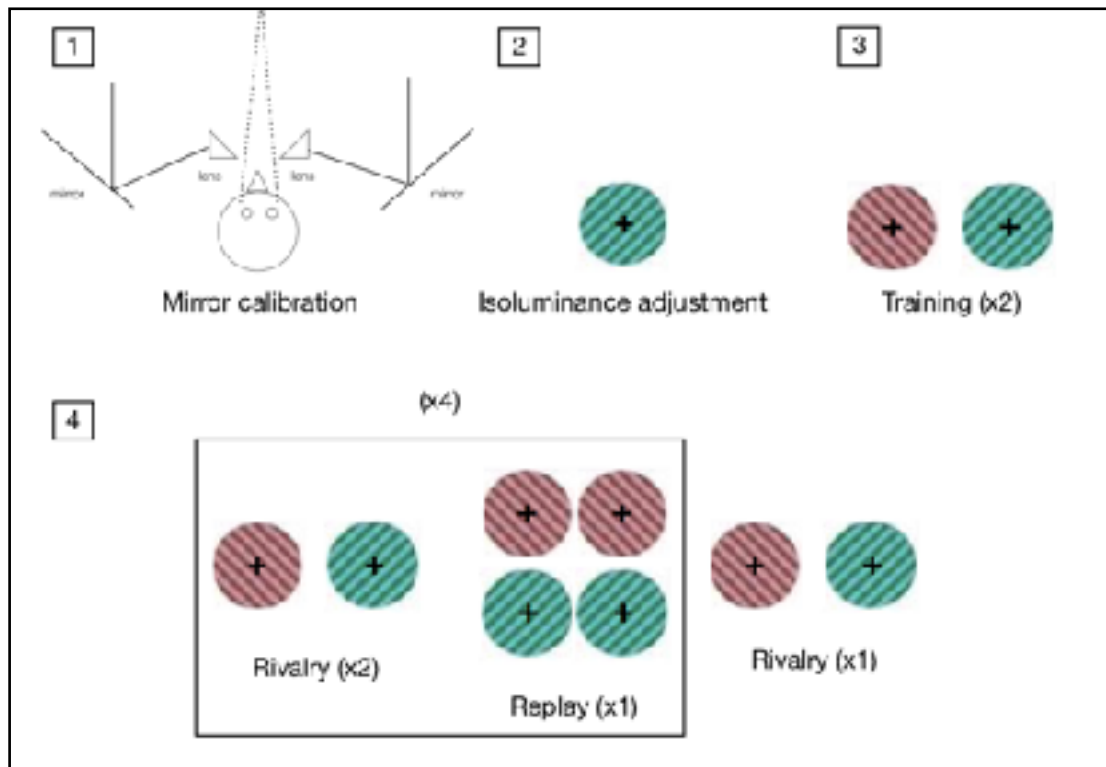 1
2
3
mirror
lens
lens
mirror
Mirror calibration
Isoluminance adjustment
Training (x2)
4
(x4)
Rivalry (x2)
Replay (x1)
Rivalry (x1)